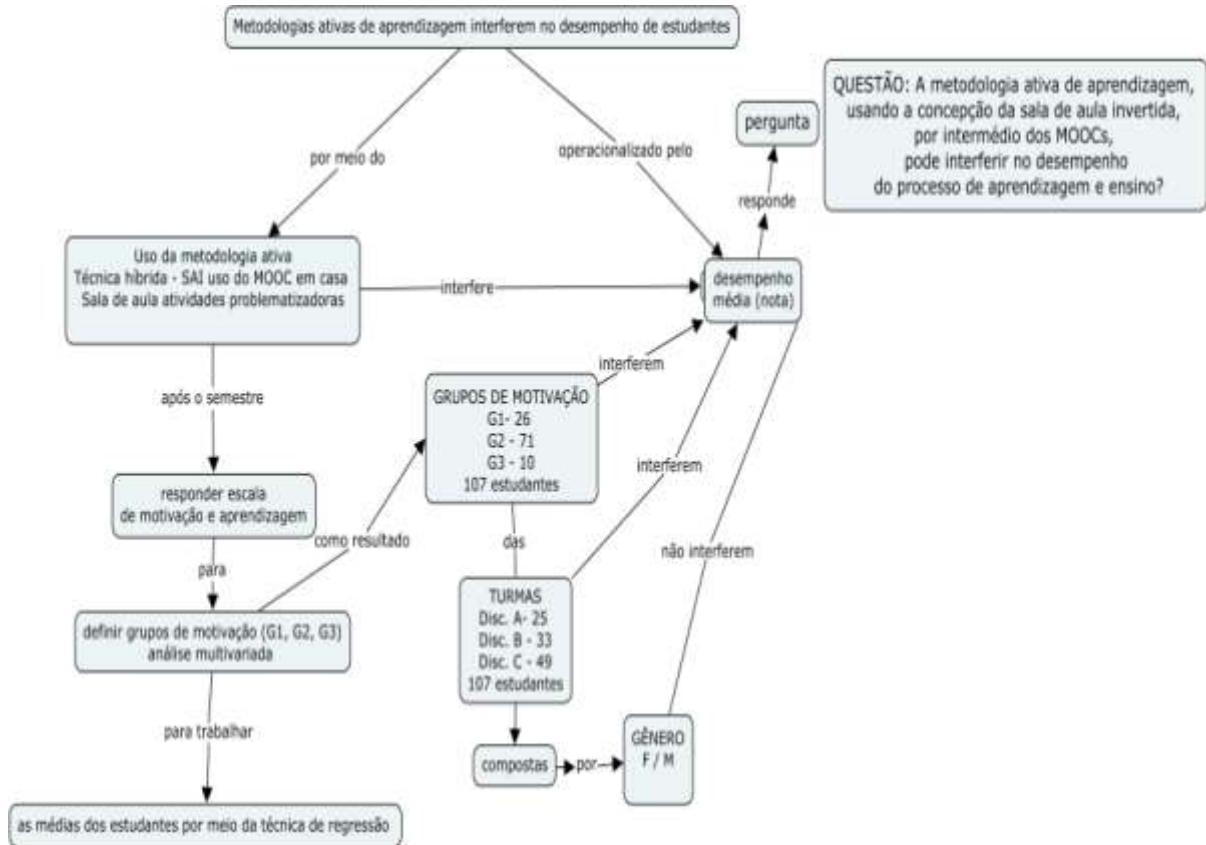 Metodologias ativas de aprendizagem interferem no desempenho de estudantes
QUESTÃO: A metodologia ativa de aprendizagem,
usando a concepção da sala de aula invertida,
por intermédio dos MOOCs,
pode interferir no desempenho
do processo de aprendizagem e ensino?
pergunta
por meio do
operacionalizado pelo
responde
Uso da metodologia ativa
Técnica híbrida - SAI uso do MOOC em casa
Sala de aula atividades problematizadoras
interfere
desempenho
média (nota)
após o semestre
interferem
GRUPOS DE MOTIVAÇÃO
G1- 26
G2 - 71
G3 - 10
107 estudantes
interferem
responder escala
de motivação e aprendizagem
como resultado
das
não interferem
para
TURMAS
Disc. A- 25
Disc. B - 33
Disc. C - 49
107 estudantes
definir grupos de motivação (G1, G2, G3)
análise multivariada
para trabalhar
compostas
por
GÊNERO
F / M
as médias dos estudantes por meio da técnica de regressão